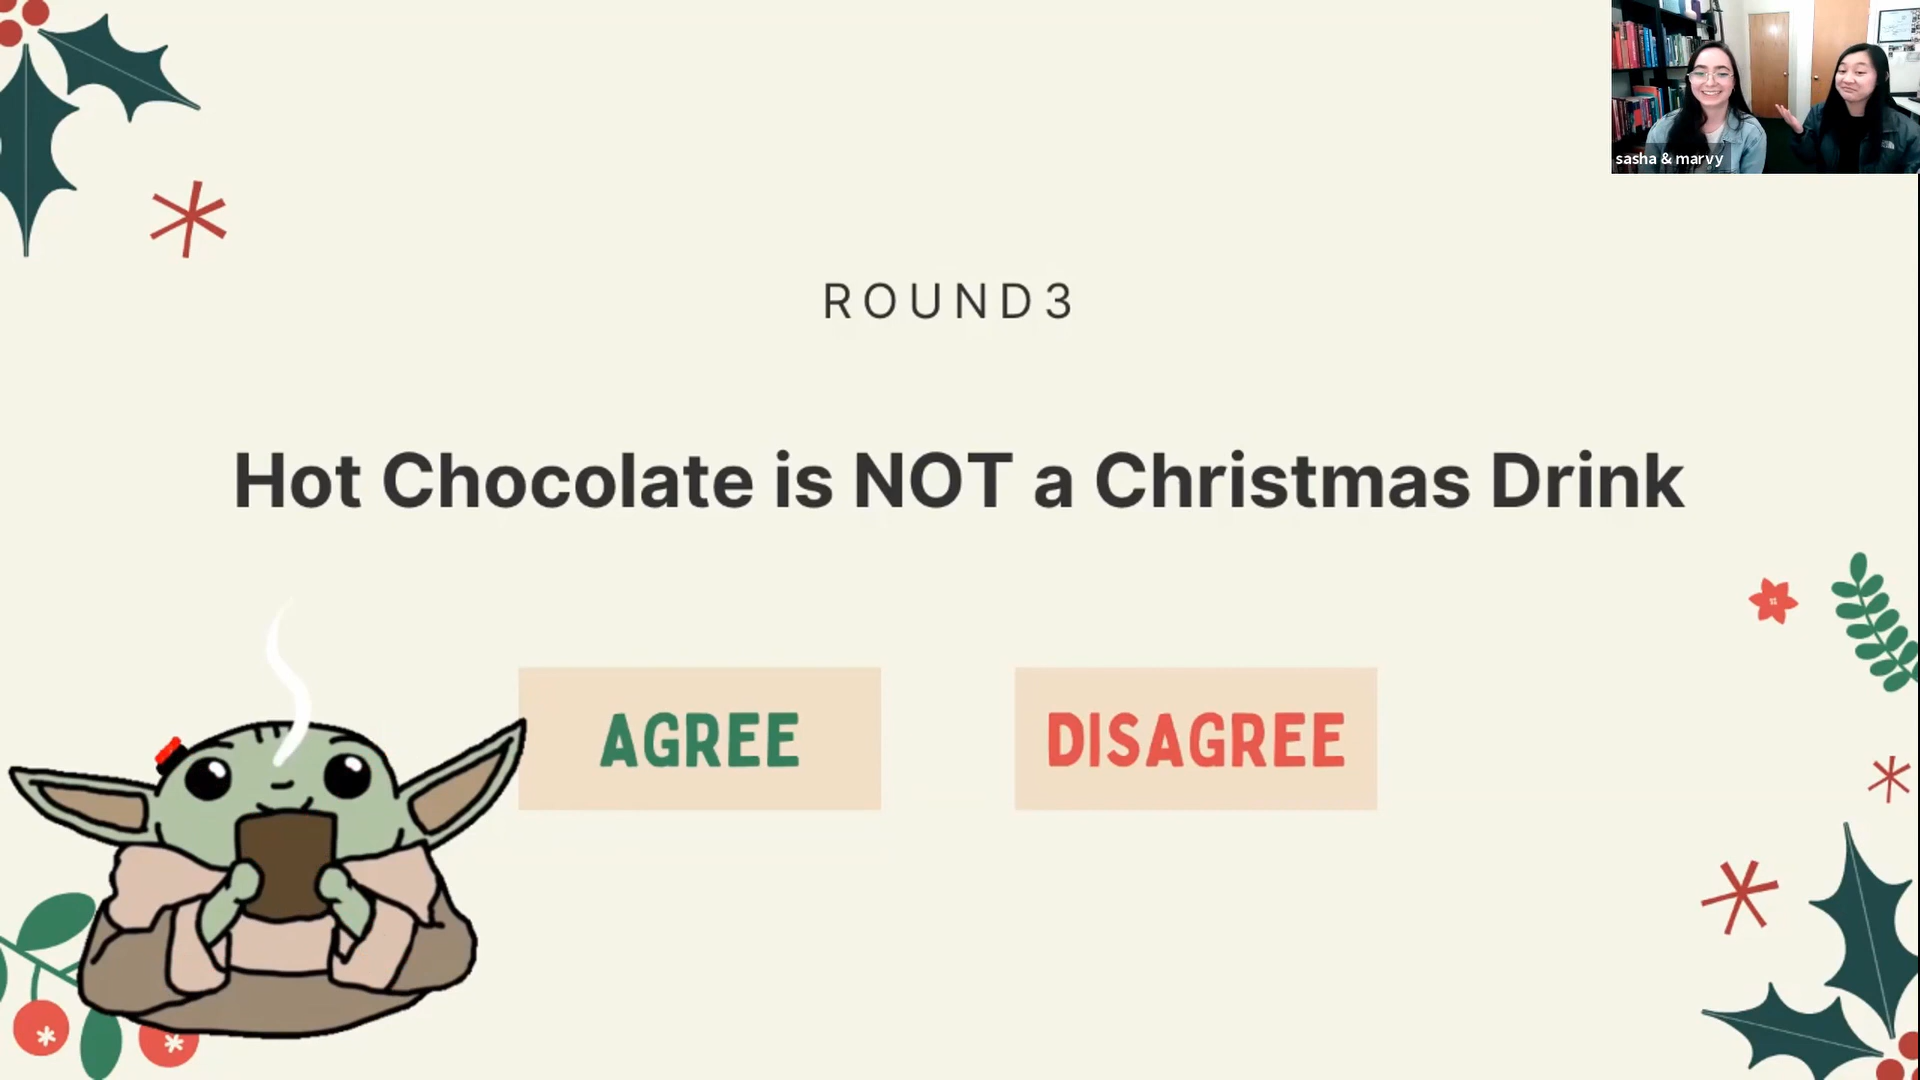 sasha & marvy
ROUND3
Hot Chocolate is NOT a Christmas Drink
AGREE
DISAGREE